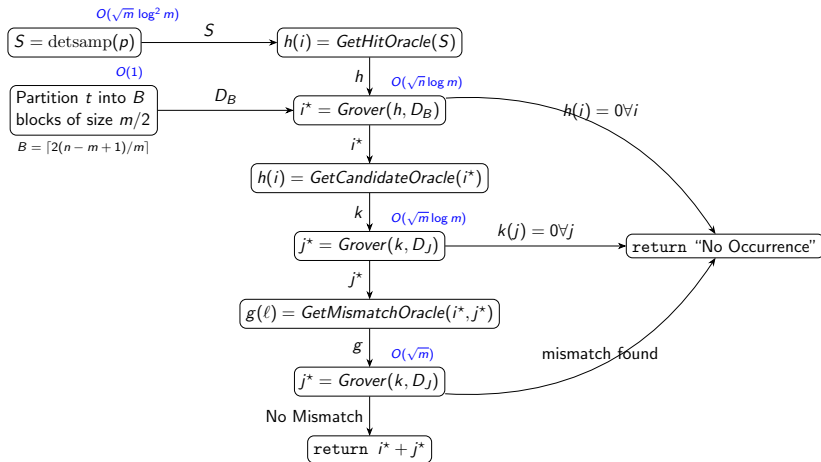 O(√m log² m)
S = detsamp(p)
S
h(i) = GetHitOracle(S)
h
O(1)
Partition t into B
blocks of size m/2
B = ⌈2(n − m + 1)/m⌉
D_B
O(√n log m)
i* = Grover(h, D_B)
h(i) = 0∀i
i*
h(i) = GetCandidateOracle(i*)
k
O(√m log m)
j* = Grover(k, D_J)
k(j) = 0∀j
return “No Occurrence”
j*
g(ℓ) = GetMismatchOracle(i*, j*)
g
O(√m)
j* = Grover(k, D_J)
mismatch found
No Mismatch
return i* + j*